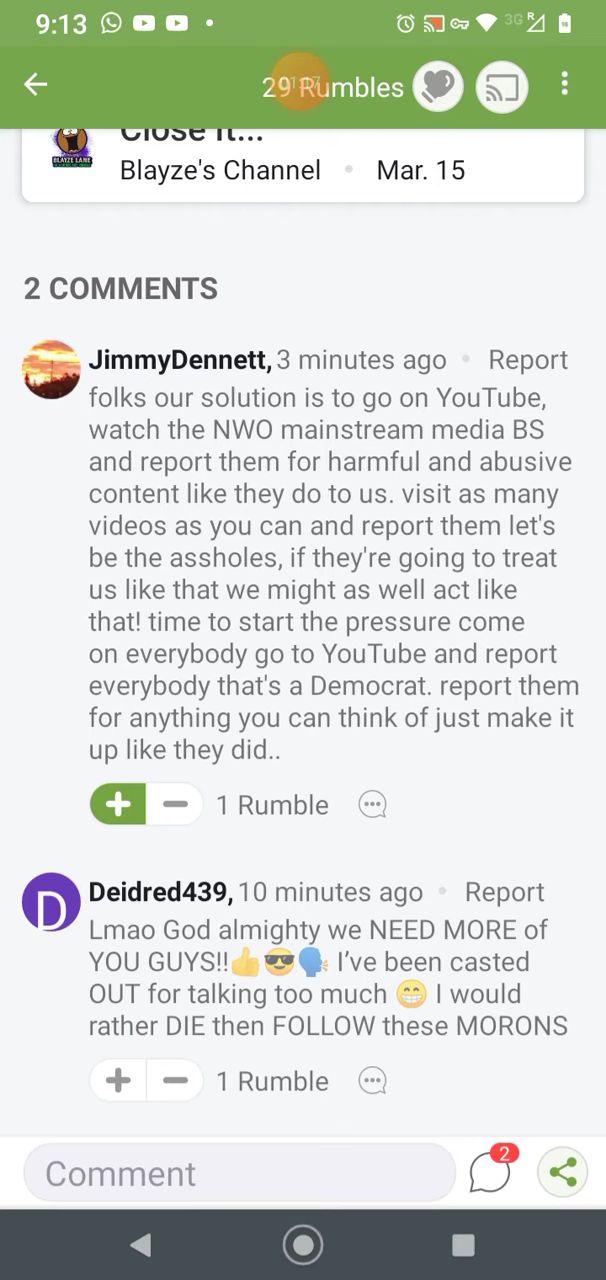 9:13 3G R
29 Rumbles
Close it...
BLAYZE LANE
Blayze's Channel • Mar. 15
2 COMMENTS
JimmyDennett, 3 minutes ago • Report
folks our solution is to go on YouTube,
watch the NWO mainstream media BS
and report them for harmful and abusive
content like they do to us. visit as many
videos as you can and report them let's
be the assholes, if they're going to treat
us like that we might as well act like
that! time to start the pressure come
on everybody go to YouTube and report
everybody that's a Democrat. report them
for anything you can think of just make it
up like they did..
+ − 1 Rumble
D
Deidred439, 10 minutes ago • Report
Lmao God almighty we NEED MORE of
YOU GUYS!!👍😎🗣️ I've been casted
OUT for talking too much 😁 I would
rather DIE then FOLLOW these MORONS
+ − 1 Rumble
Comment 2